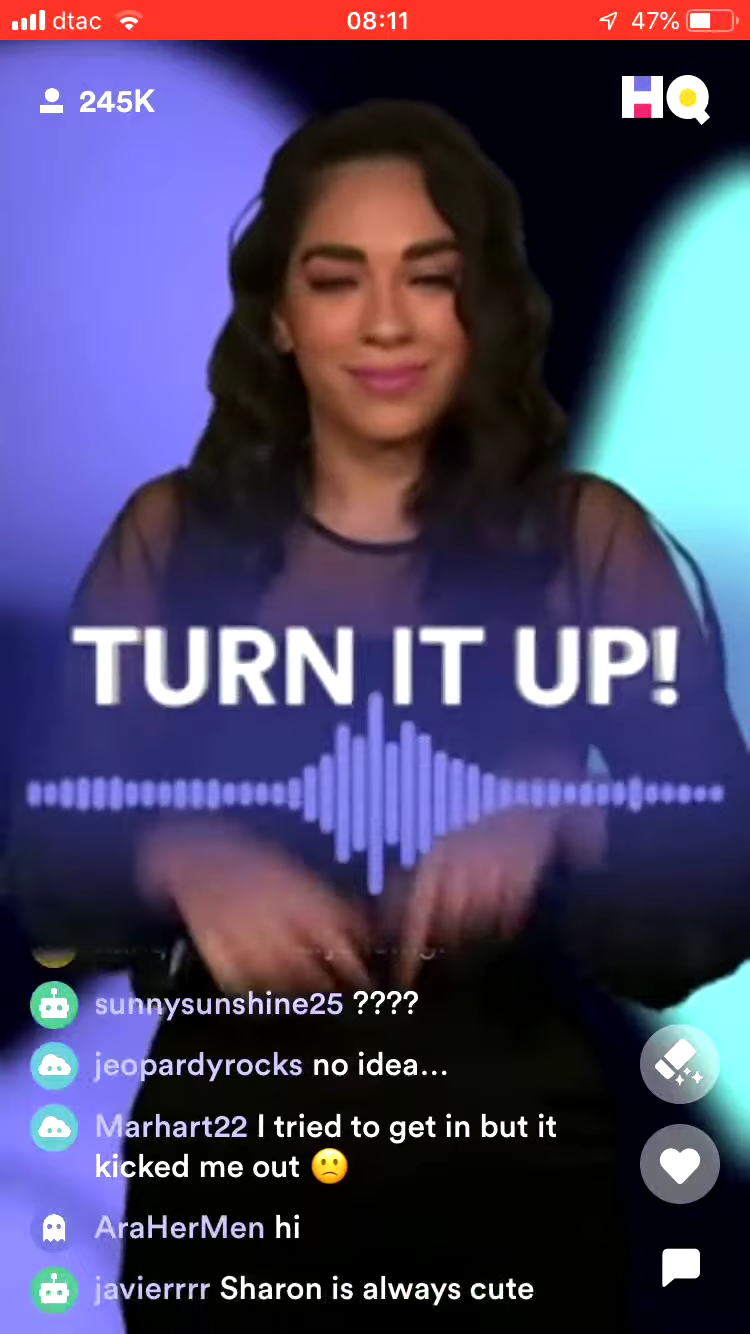 dtac 08:11 47%
245K HQ
TURN IT UP!
sunnysunshine25 ????
jeopardyrocks no idea...
Marhart22 I tried to get in but it
kicked me out 🙁
AraHerMen hi
javierrrr Sharon is always cute